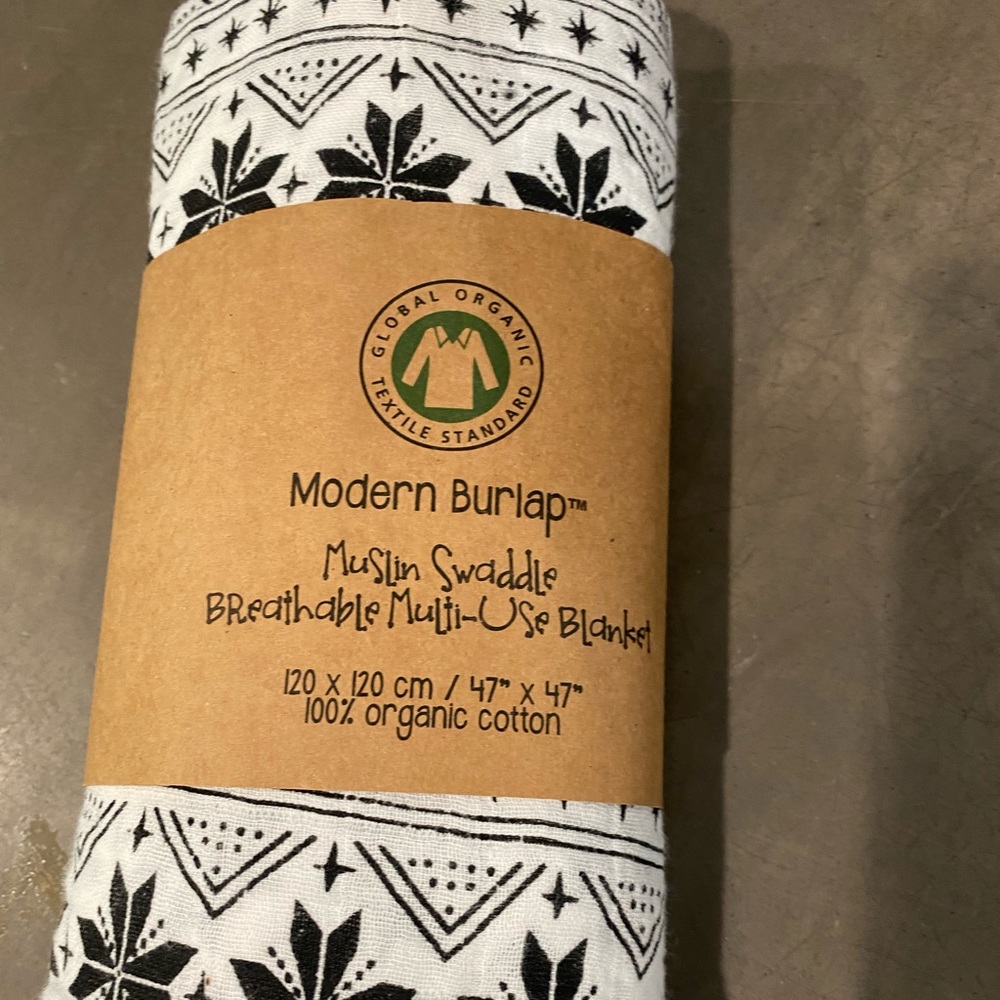 GLOBAL ORGANIC
TEXTILE STANDARD
Modern Burlap™
Muslin Swaddle
BReathable Multi-USe Blanket
120 x 120 cm / 47" x 47"
100% organic cotton